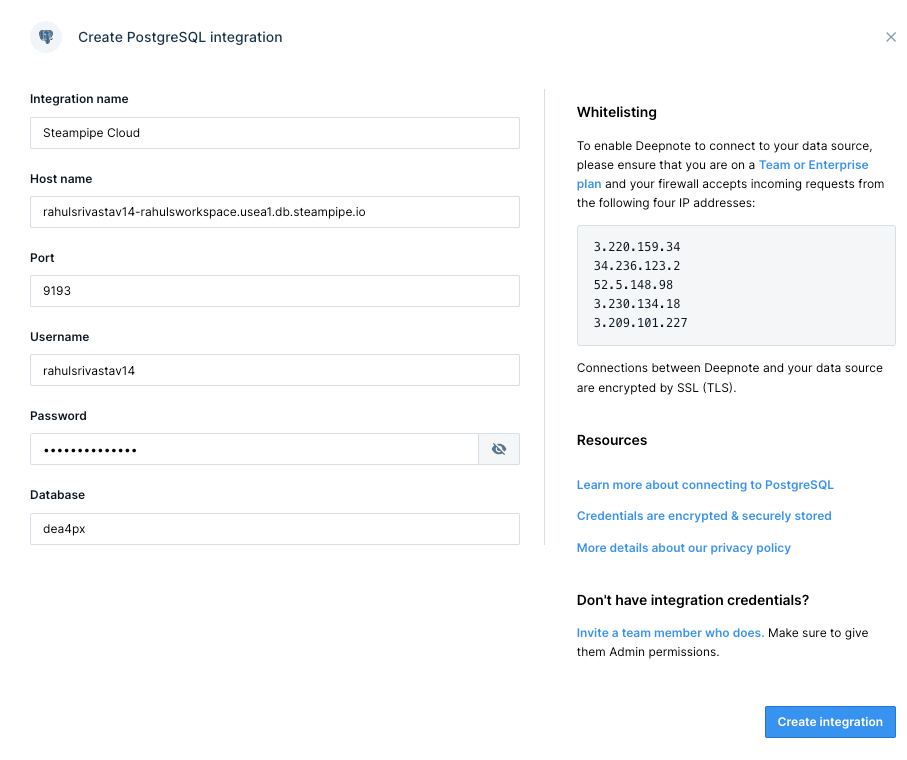 Create PostgreSQL integration
Integration name
Steampipe Cloud
Host name
rahulsrivastav14-rahulsworkspace.usea1.db.steampipe.io
Port
9193
Username
rahulsrivastav14
Password
••••••••••••••
Database
dea4px
Whitelisting
To enable Deepnote to connect to your data source,
please ensure that you are on a Team or Enterprise
plan and your firewall accepts incoming requests from
the following four IP addresses:
3.220.159.34
34.236.123.2
52.5.148.98
3.230.134.18
3.209.101.227
Connections between Deepnote and your data source
are encrypted by SSL (TLS).
Resources
Learn more about connecting to PostgreSQL
Credentials are encrypted & securely stored
More details about our privacy policy
Don't have integration credentials?
Invite a team member who does. Make sure to give
them Admin permissions.
Create integration